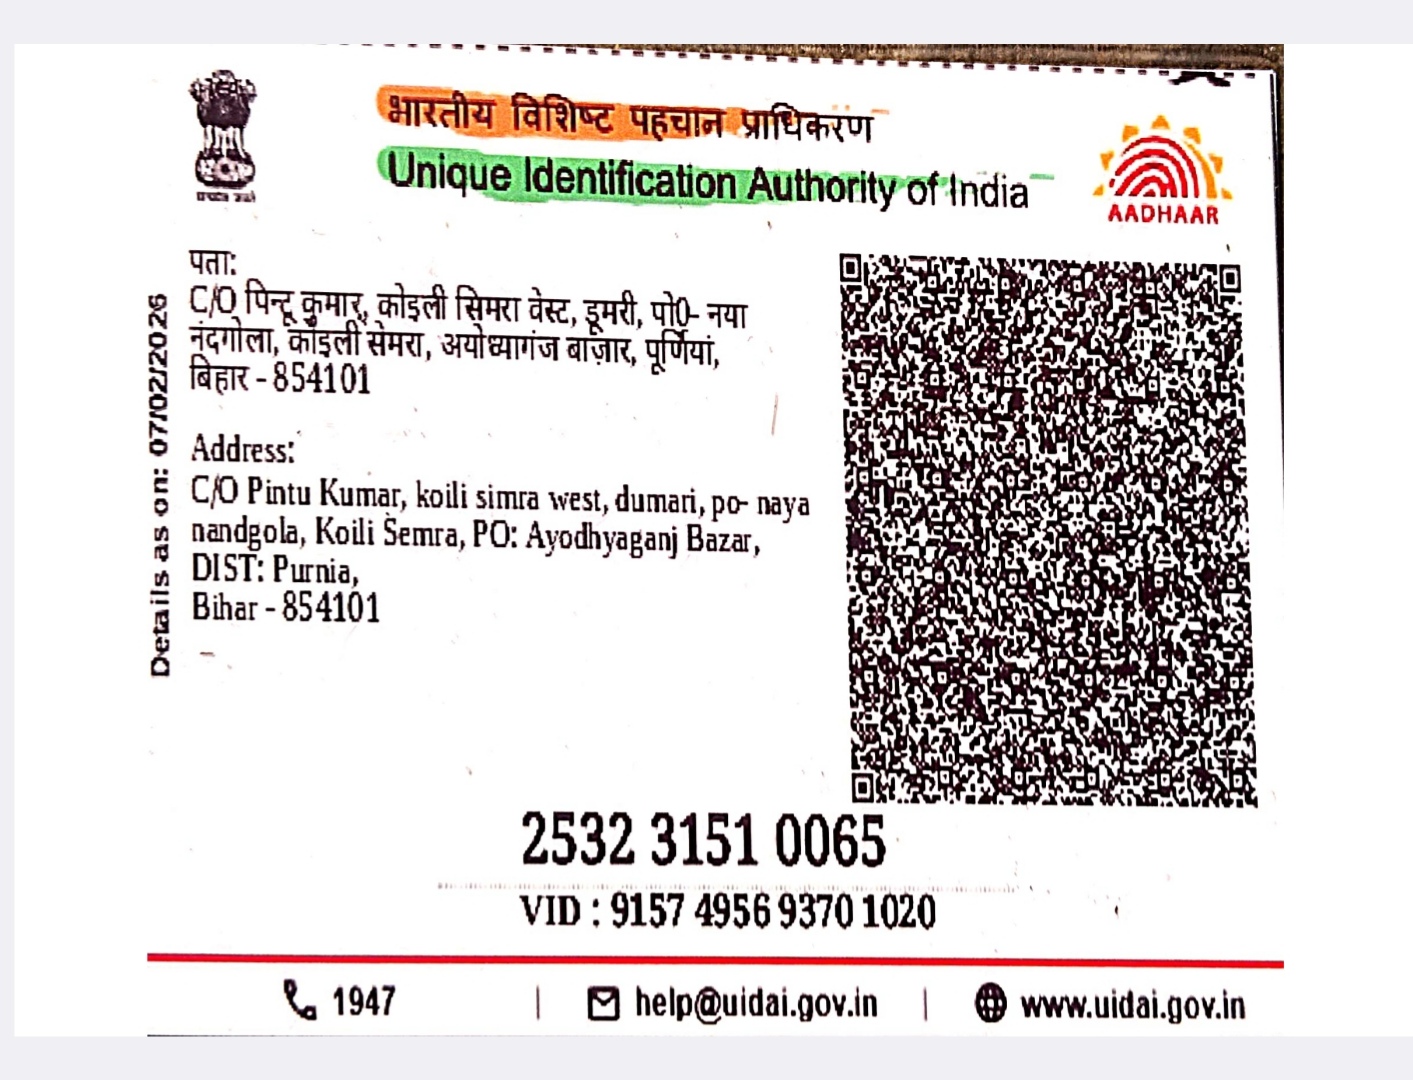 भारतीय विशिष्ट पहचान प्राधिकरण
Unique Identification Authority of India
AADHAAR
पता:
C/O पिन्टू कुमार, कोइली सिमरा वेस्ट, डूमरी, पो0- नया
नंदगोला, कोइली सेमरा, अयोध्यागंज बाज़ार, पूर्णियां,
बिहार - 854101
Address:
C/O Pintu Kumar, koili simra west, dumari, po- naya
nandgola, Koili Semra, PO: Ayodhyaganj Bazar,
DIST: Purnia,
Bihar - 854101
Details as on: 07/02/2026
2532 3151 0065
VID : 9157 4956 9370 1020
1947
help@uidai.gov.in
www.uidai.gov.in